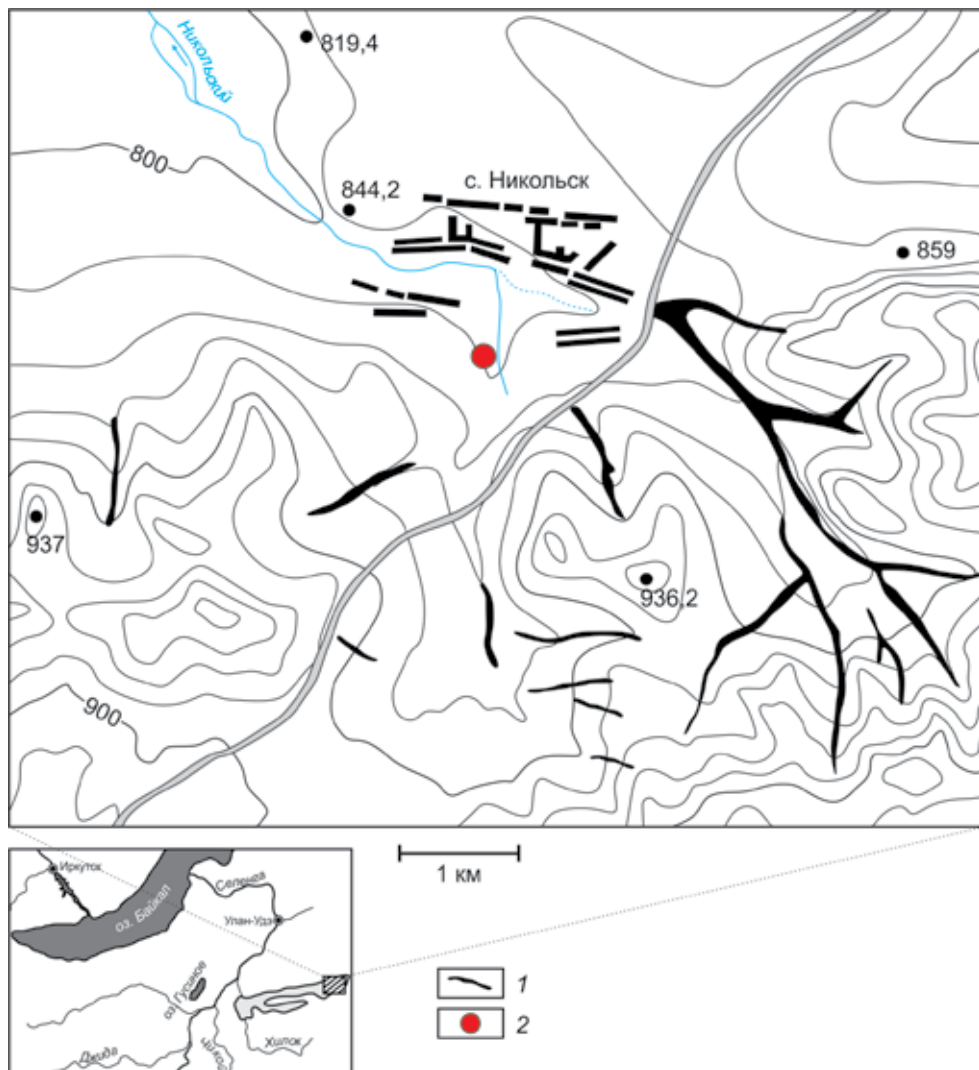 Никольский
819,4
800
844,2
с. Никольск
859
937
936,2
900
1 км
Иркутск
оз. Байкал
Селенга
Улан-Удэ
оз. Гусиное
Джида
Чикой
Хилок
1
2